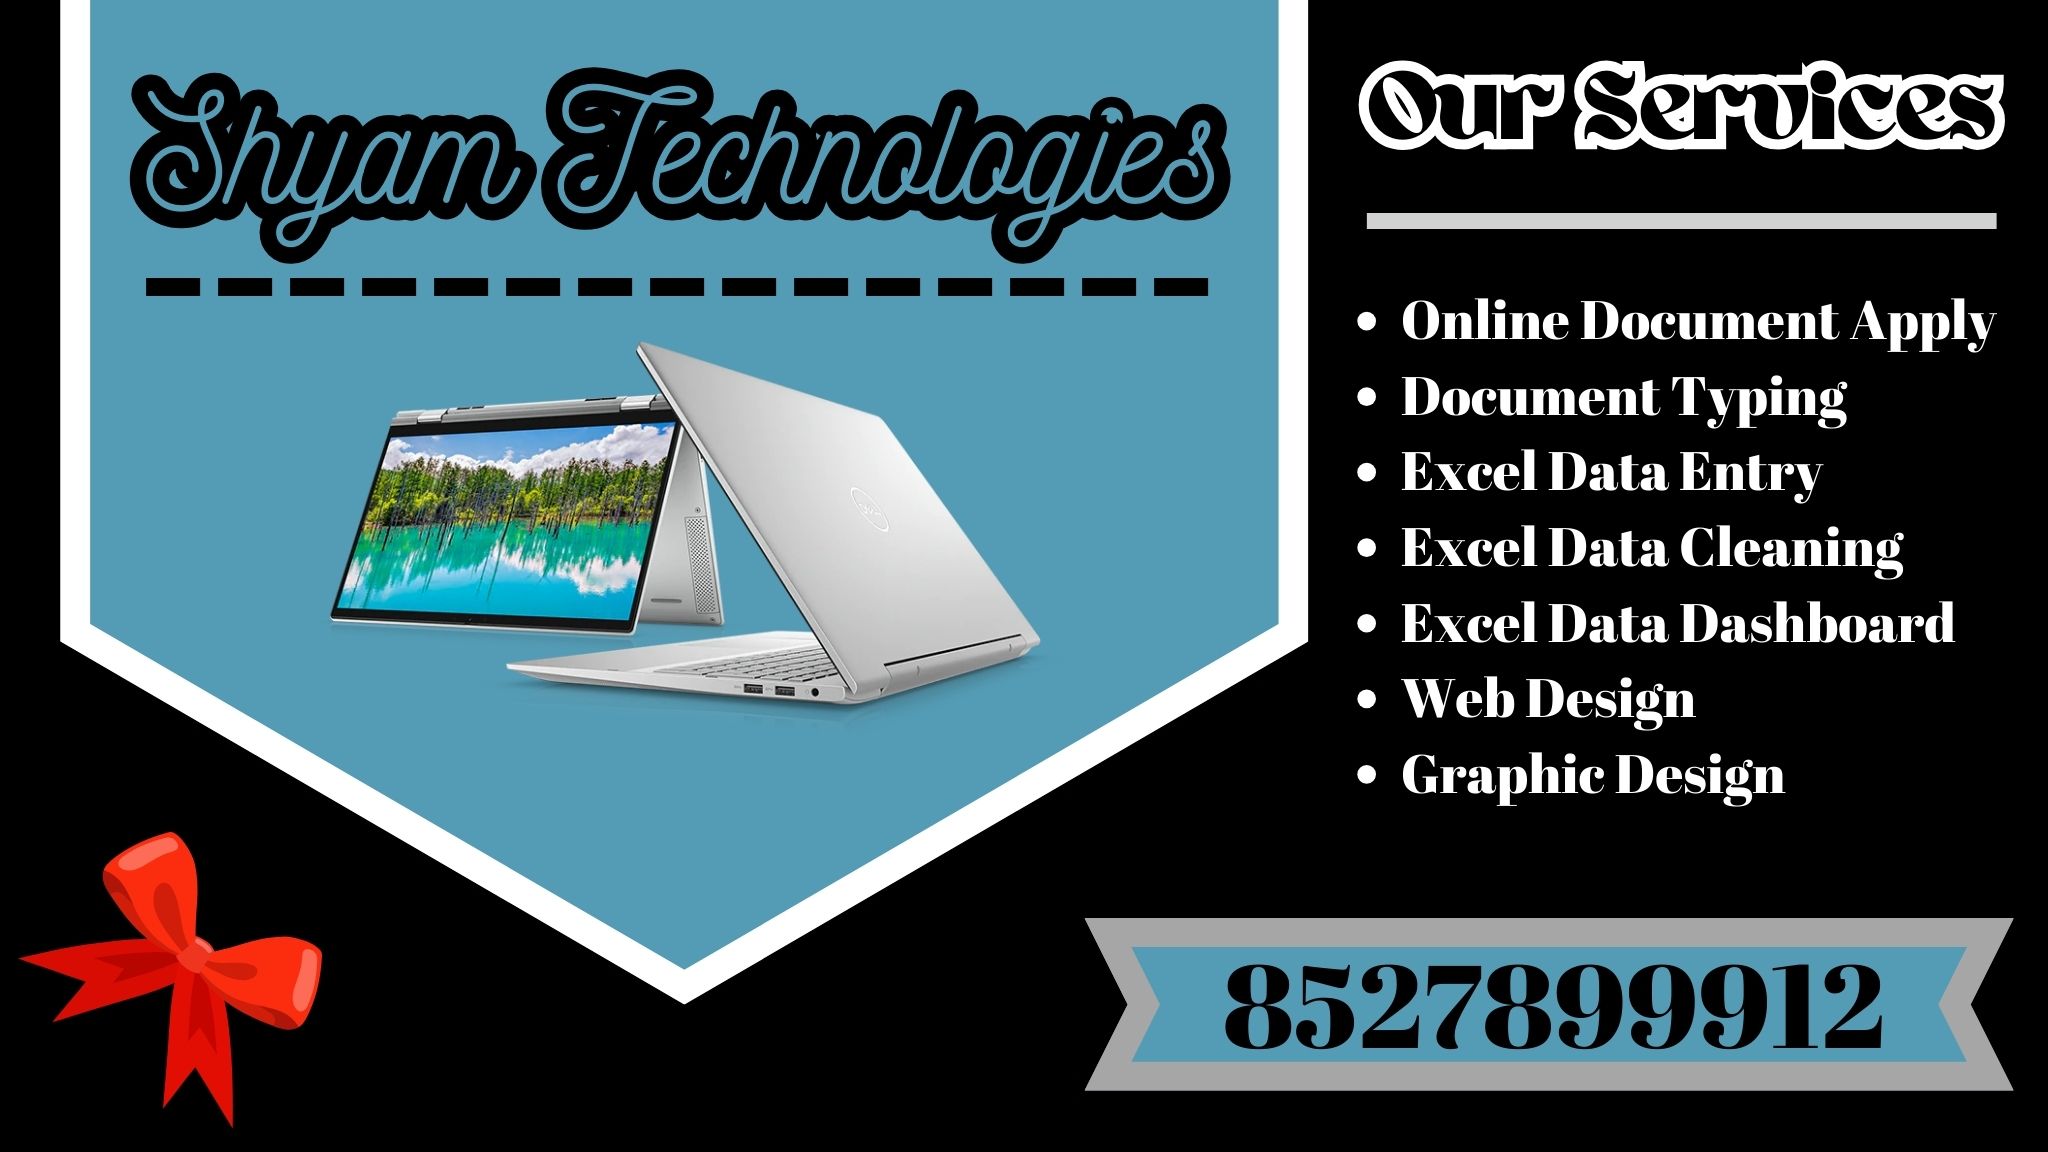 Shyam Technologies
Our Services
Online Document Apply
Document Typing
Excel Data Entry
Excel Data Cleaning
Excel Data Dashboard
Web Design
Graphic Design
8527899912
DELL